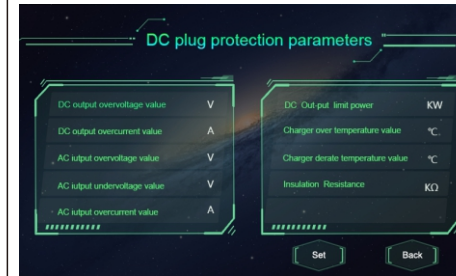 DC plug protection parameters
DC output overvoltage value V
DC output overcurrent value A
AC iutput overvoltage value V
AC iutput undervoltage value V
AC iutput overcurrent value A
DC Out-put limit power KW
Charger over temperature value ℃
Charger derate temperature value ℃
Insulation Resistance KΩ
Set
Back